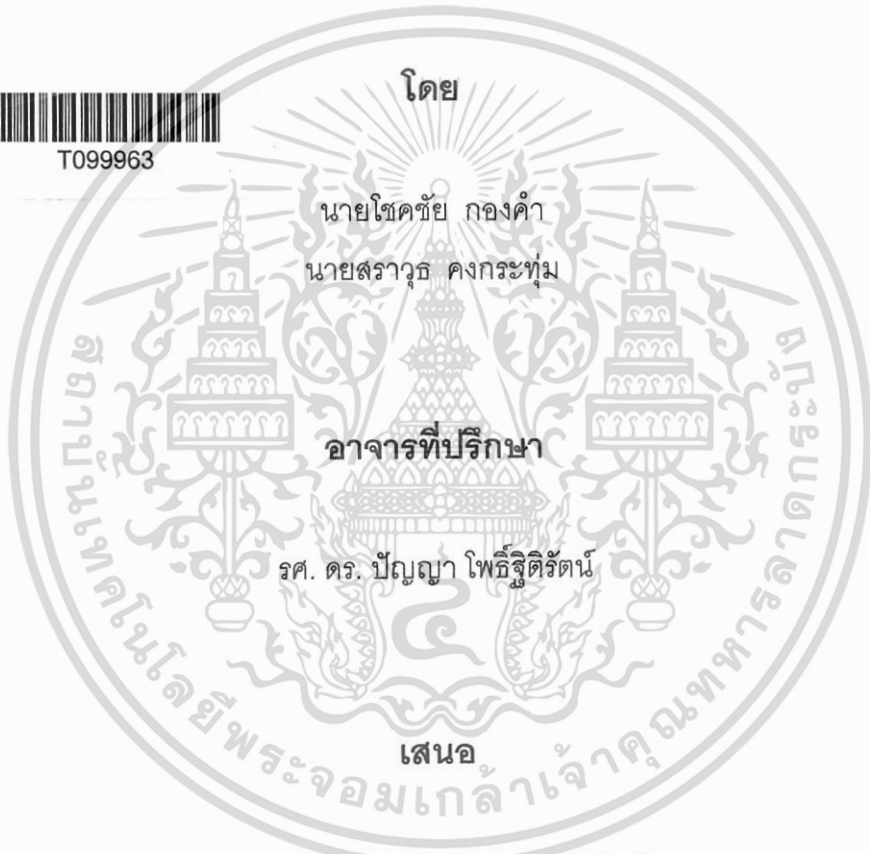 โดย
T099963
นายโชคชัย กองคำ
นายสราวุธ คงกระทุ่ม
อาจารที่ปรึกษา
รศ. ดร. ปัญญา โพธิ์ฐิติรัตน์
เสนอ
สถาบันเทคโนโลยีพระจอมเกล้าเจ้าคุณทหารลาดกระบัง
๔